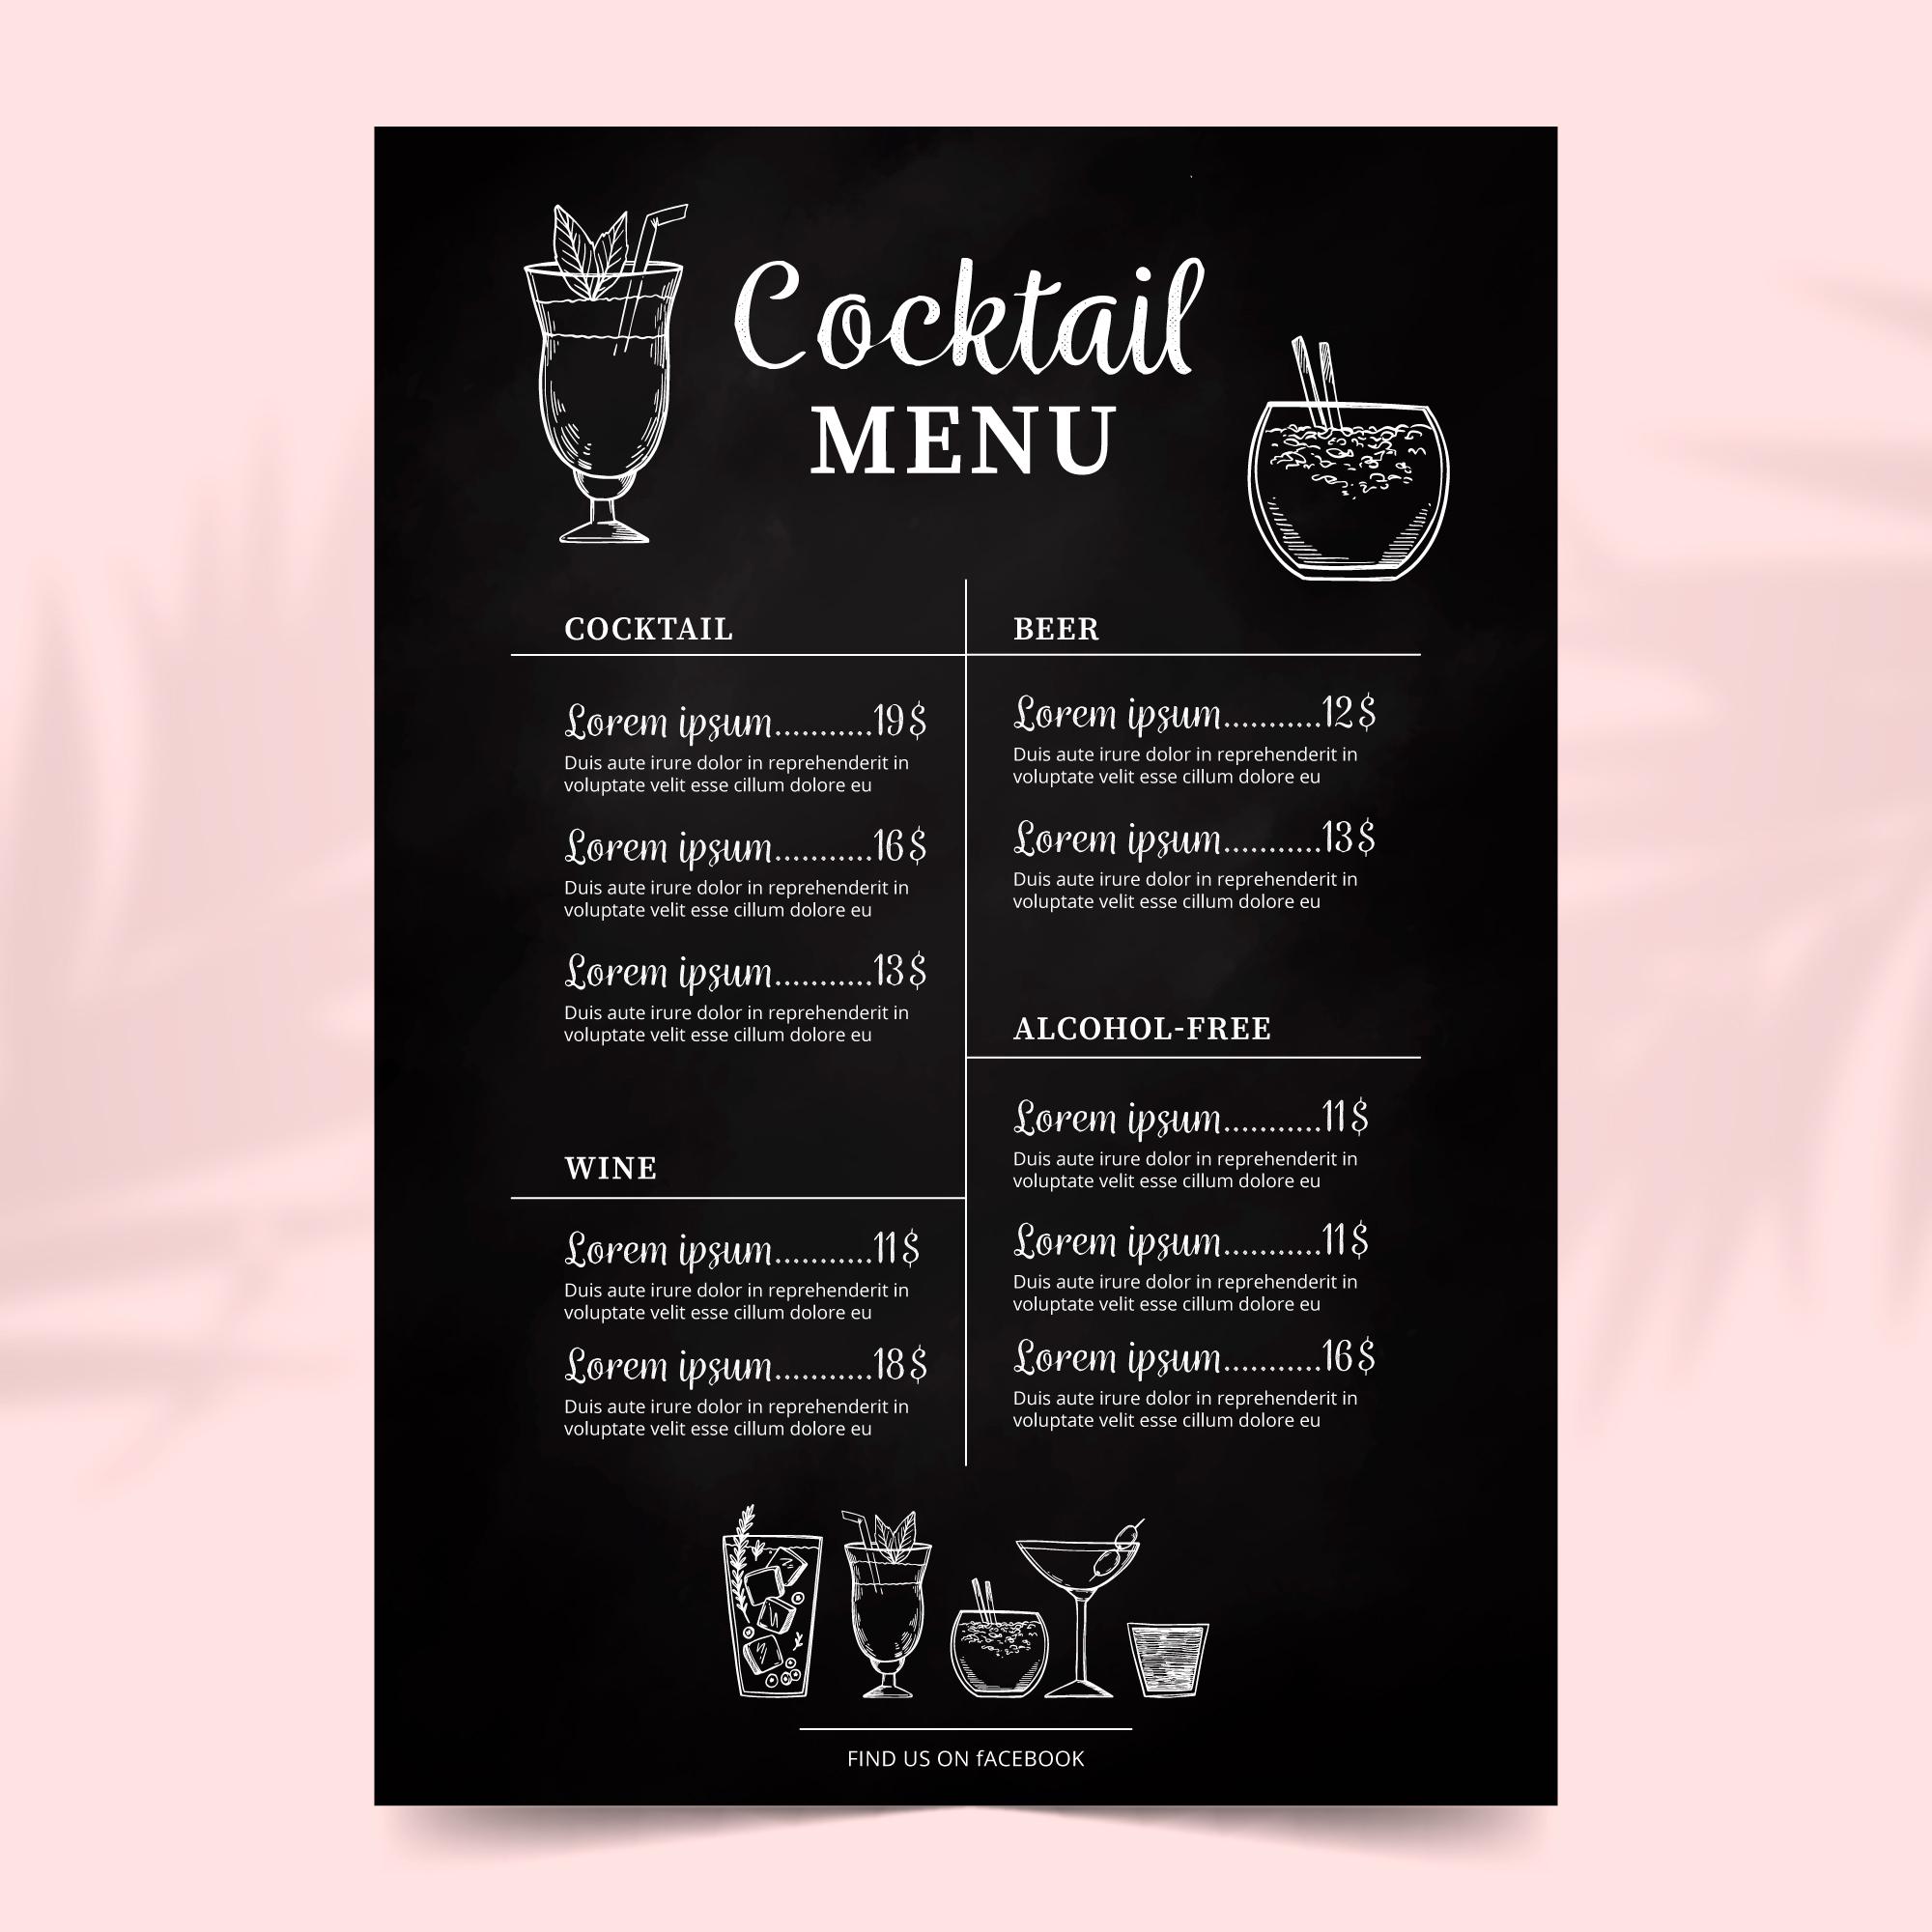 Cocktail
MENU
COCKTAIL
Lorem ipsum...........19$
Duis aute irure dolor in reprehenderit in
voluptate velit esse cillum dolore eu
Lorem ipsum...........16$
Duis aute irure dolor in reprehenderit in
voluptate velit esse cillum dolore eu
Lorem ipsum...........13$
Duis aute irure dolor in reprehenderit in
voluptate velit esse cillum dolore eu
WINE
Lorem ipsum...........11$
Duis aute irure dolor in reprehenderit in
voluptate velit esse cillum dolore eu
Lorem ipsum...........18$
Duis aute irure dolor in reprehenderit in
voluptate velit esse cillum dolore eu
BEER
Lorem ipsum...........12$
Duis aute irure dolor in reprehenderit in
voluptate velit esse cillum dolore eu
Lorem ipsum...........13$
Duis aute irure dolor in reprehenderit in
voluptate velit esse cillum dolore eu
ALCOHOL-FREE
Lorem ipsum...........11$
Duis aute irure dolor in reprehenderit in
voluptate velit esse cillum dolore eu
Lorem ipsum...........11$
Duis aute irure dolor in reprehenderit in
voluptate velit esse cillum dolore eu
Lorem ipsum...........16$
Duis aute irure dolor in reprehenderit in
voluptate velit esse cillum dolore eu
FIND US ON fACEBOOK